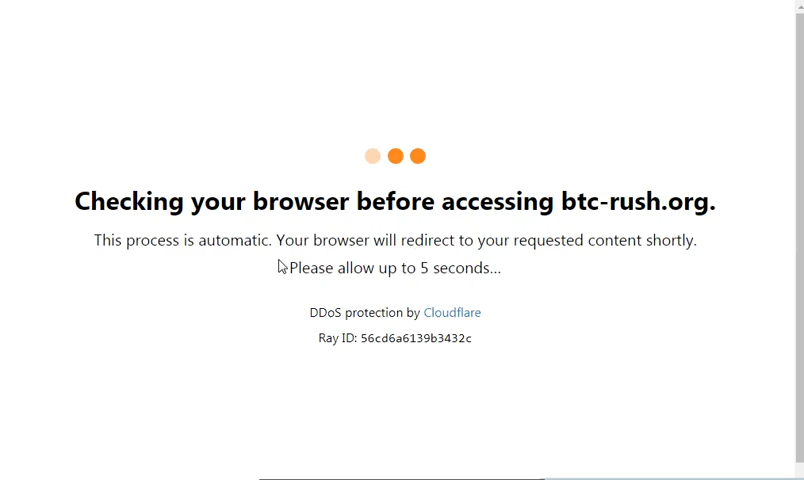 Checking your browser before accessing btc-rush.org.
This process is automatic. Your browser will redirect to your requested content shortly.
Please allow up to 5 seconds...
DDoS protection by Cloudflare
Ray ID: 56cd6a6139b3432c